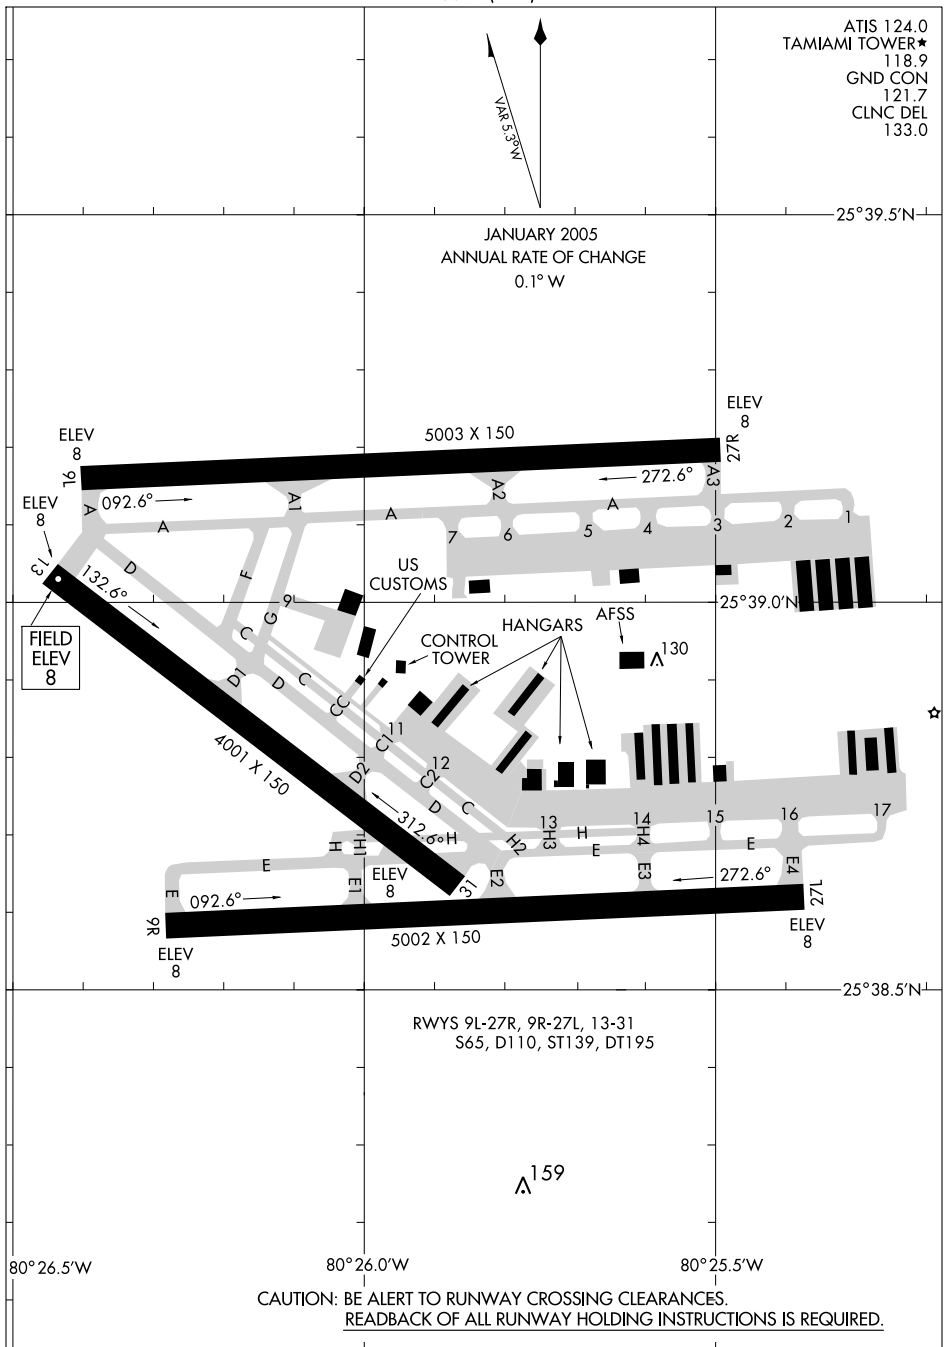 ATIS 124.0
TAMIAMI TOWER★
118.9
GND CON
121.7
CLNC DEL
133.0
VAR 5.3°W
25°39.5'N
JANUARY 2005
ANNUAL RATE OF CHANGE
0.1° W
ELEV
8
ELEV
8
5003 X 150
9L
27R
092.6°
272.6°
A
A1
A2
A3
A
A
A
ELEV
8
13
7
6
5
4
3
2
1
D
132.6°
F
G
9
US
CUSTOMS
25°39.0'N
FIELD
ELEV
8
C
CONTROL
TOWER
HANGARS
AFSS
130
D1
D
C
CC
C1
11
4001 X 150
D2
12
C2
D
C
312.6°
H
H1
H
H2
13
H3
H
14
H4
15
16
17
E
E
E
E
E1
ELEV
8
31
E2
E3
E4
092.6°
272.6°
9R
27L
5002 X 150
ELEV
8
ELEV
8
25°38.5'N
RWYS 9L-27R, 9R-27L, 13-31
S65, D110, ST139, DT195
159
80°26.5'W
80°26.0'W
80°25.5'W
CAUTION: BE ALERT TO RUNWAY CROSSING CLEARANCES.
READBACK OF ALL RUNWAY HOLDING INSTRUCTIONS IS REQUIRED.